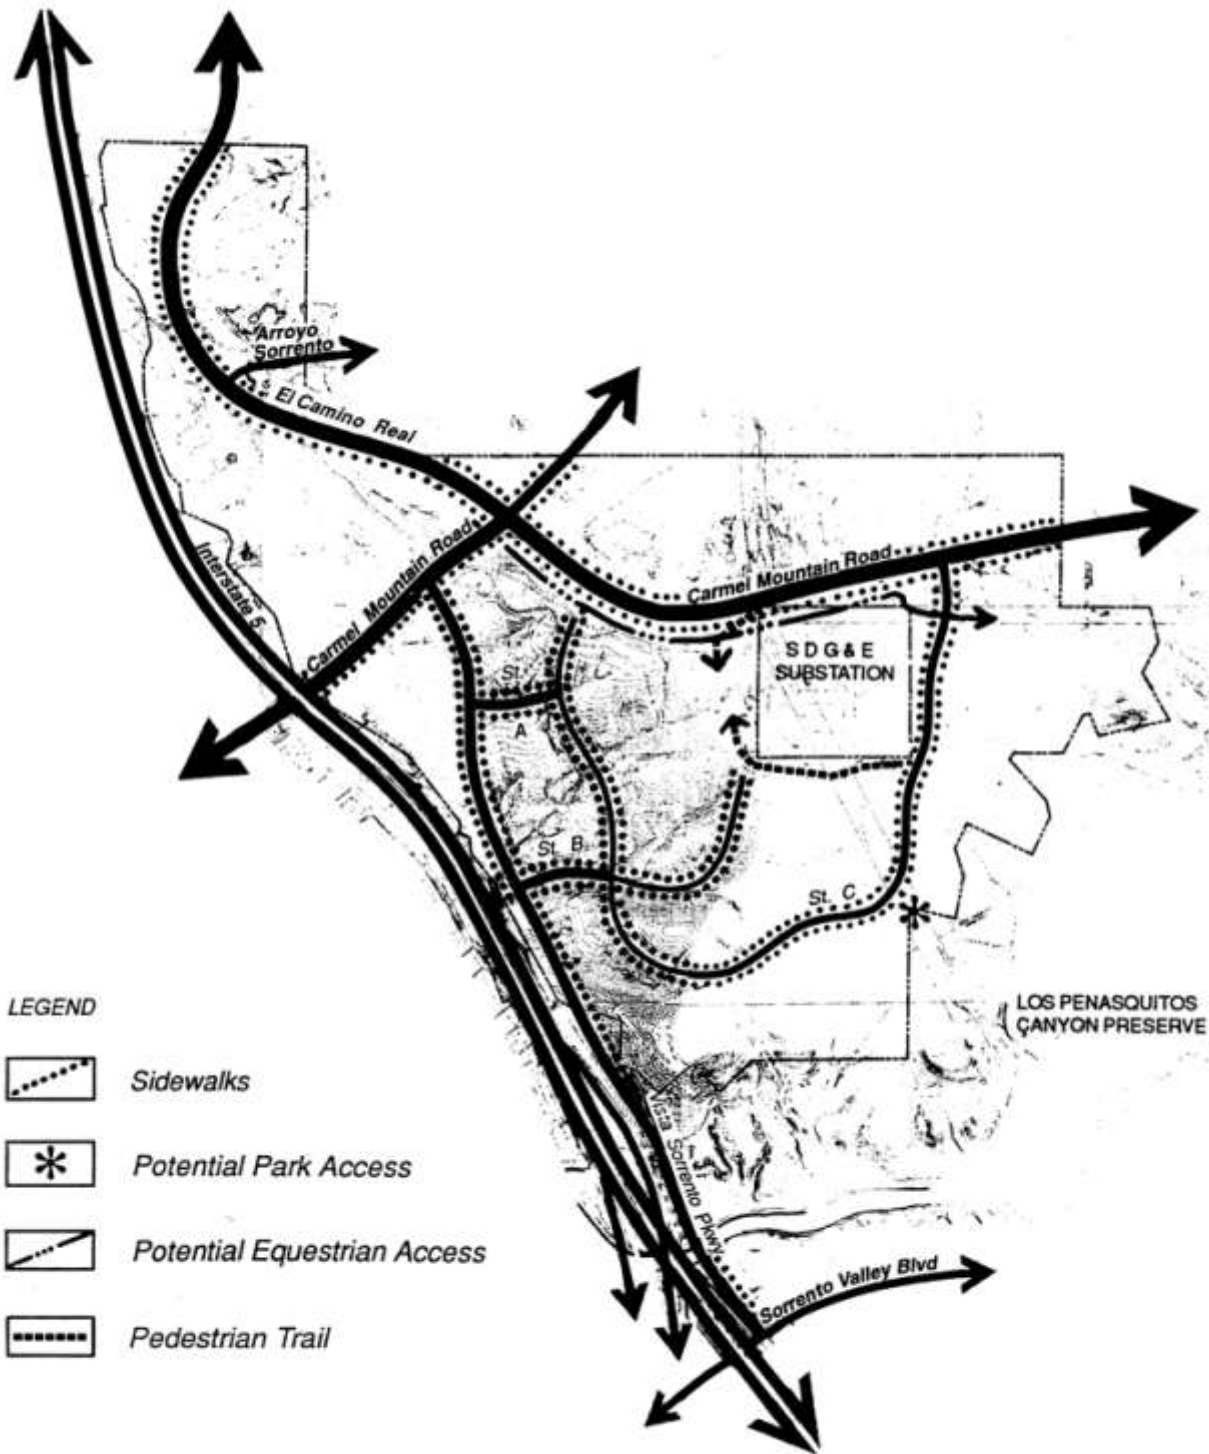 Arroyo
Sorrento
El Camino Real
Interstate 5
Carmel Mountain Road
Carmel Mountain Road
S D G & E
SUBSTATION
St.
A
St. B
St. C
LOS PENASQUITOS
CANYON PRESERVE
LEGEND
Sidewalks
Potential Park Access
Potential Equestrian Access
Pedestrian Trail
Vista Sorrento Pkwy
Sorrento Valley Blvd